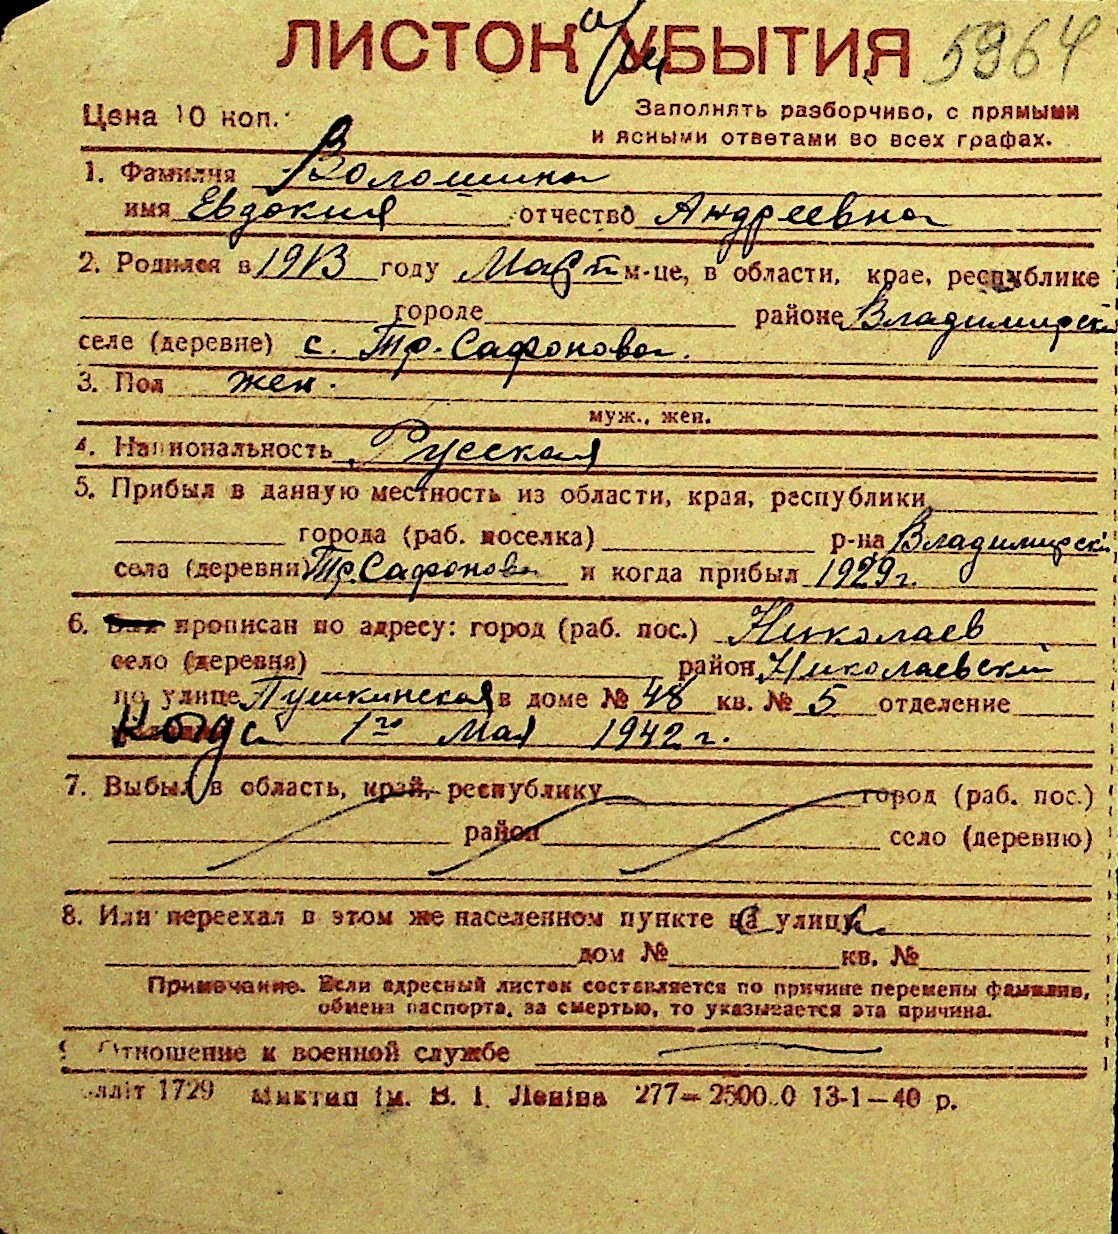 ЛИСТОК УБЫТИЯ 5964
Цена 10 коп. Заполнять разборчиво, с прямыми
и ясными ответами во всех графах.
1. Фамилия Волошина
имя Евдокия отчество Андреевна
2. Родился в 1913 году Март м-це, в области, крае, республике
городе районе Владимирск
селе (деревне) с. Тр. Сафонова.
3. Пол жен.
муж., жен.
4. Национальность Русская
5. Прибыл в данную местность из области, края, республики
города (раб. поселка) р-на Владимирск
села (деревни) Тр. Сафонова и когда прибыл 1929 г.
6. прописан по адресу: город (раб. пос.) Николаев
село (деревня) район Николаевский
по улице Пушкинская в доме № 48 кв. № 5 отделение
Когда 1го Мая 1942 г.
7. Выбыл в область, край, республику город (раб. пос.)
район село (деревню)
8. Или переехал в этом же населенном пункте на улицу
дом № кв. №
Примечание. Если адресный листок составляется по причине перемены фамилии,
обмена паспорта, за смертью, то указывается эта причина.
Отношение к военной службе
1729 ім. В. І. Леніна 277—2500 0 13-1—40 р.